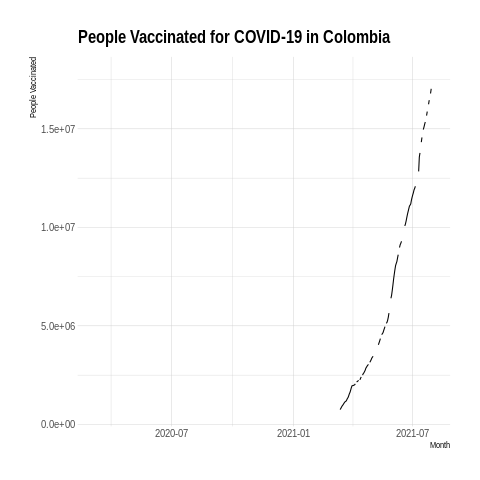 People Vaccinated for COVID-19 in Colombia
People Vaccinated
1.5e+07
1.0e+07
5.0e+06
0.0e+00
2020-07
2021-01
2021-07
Month